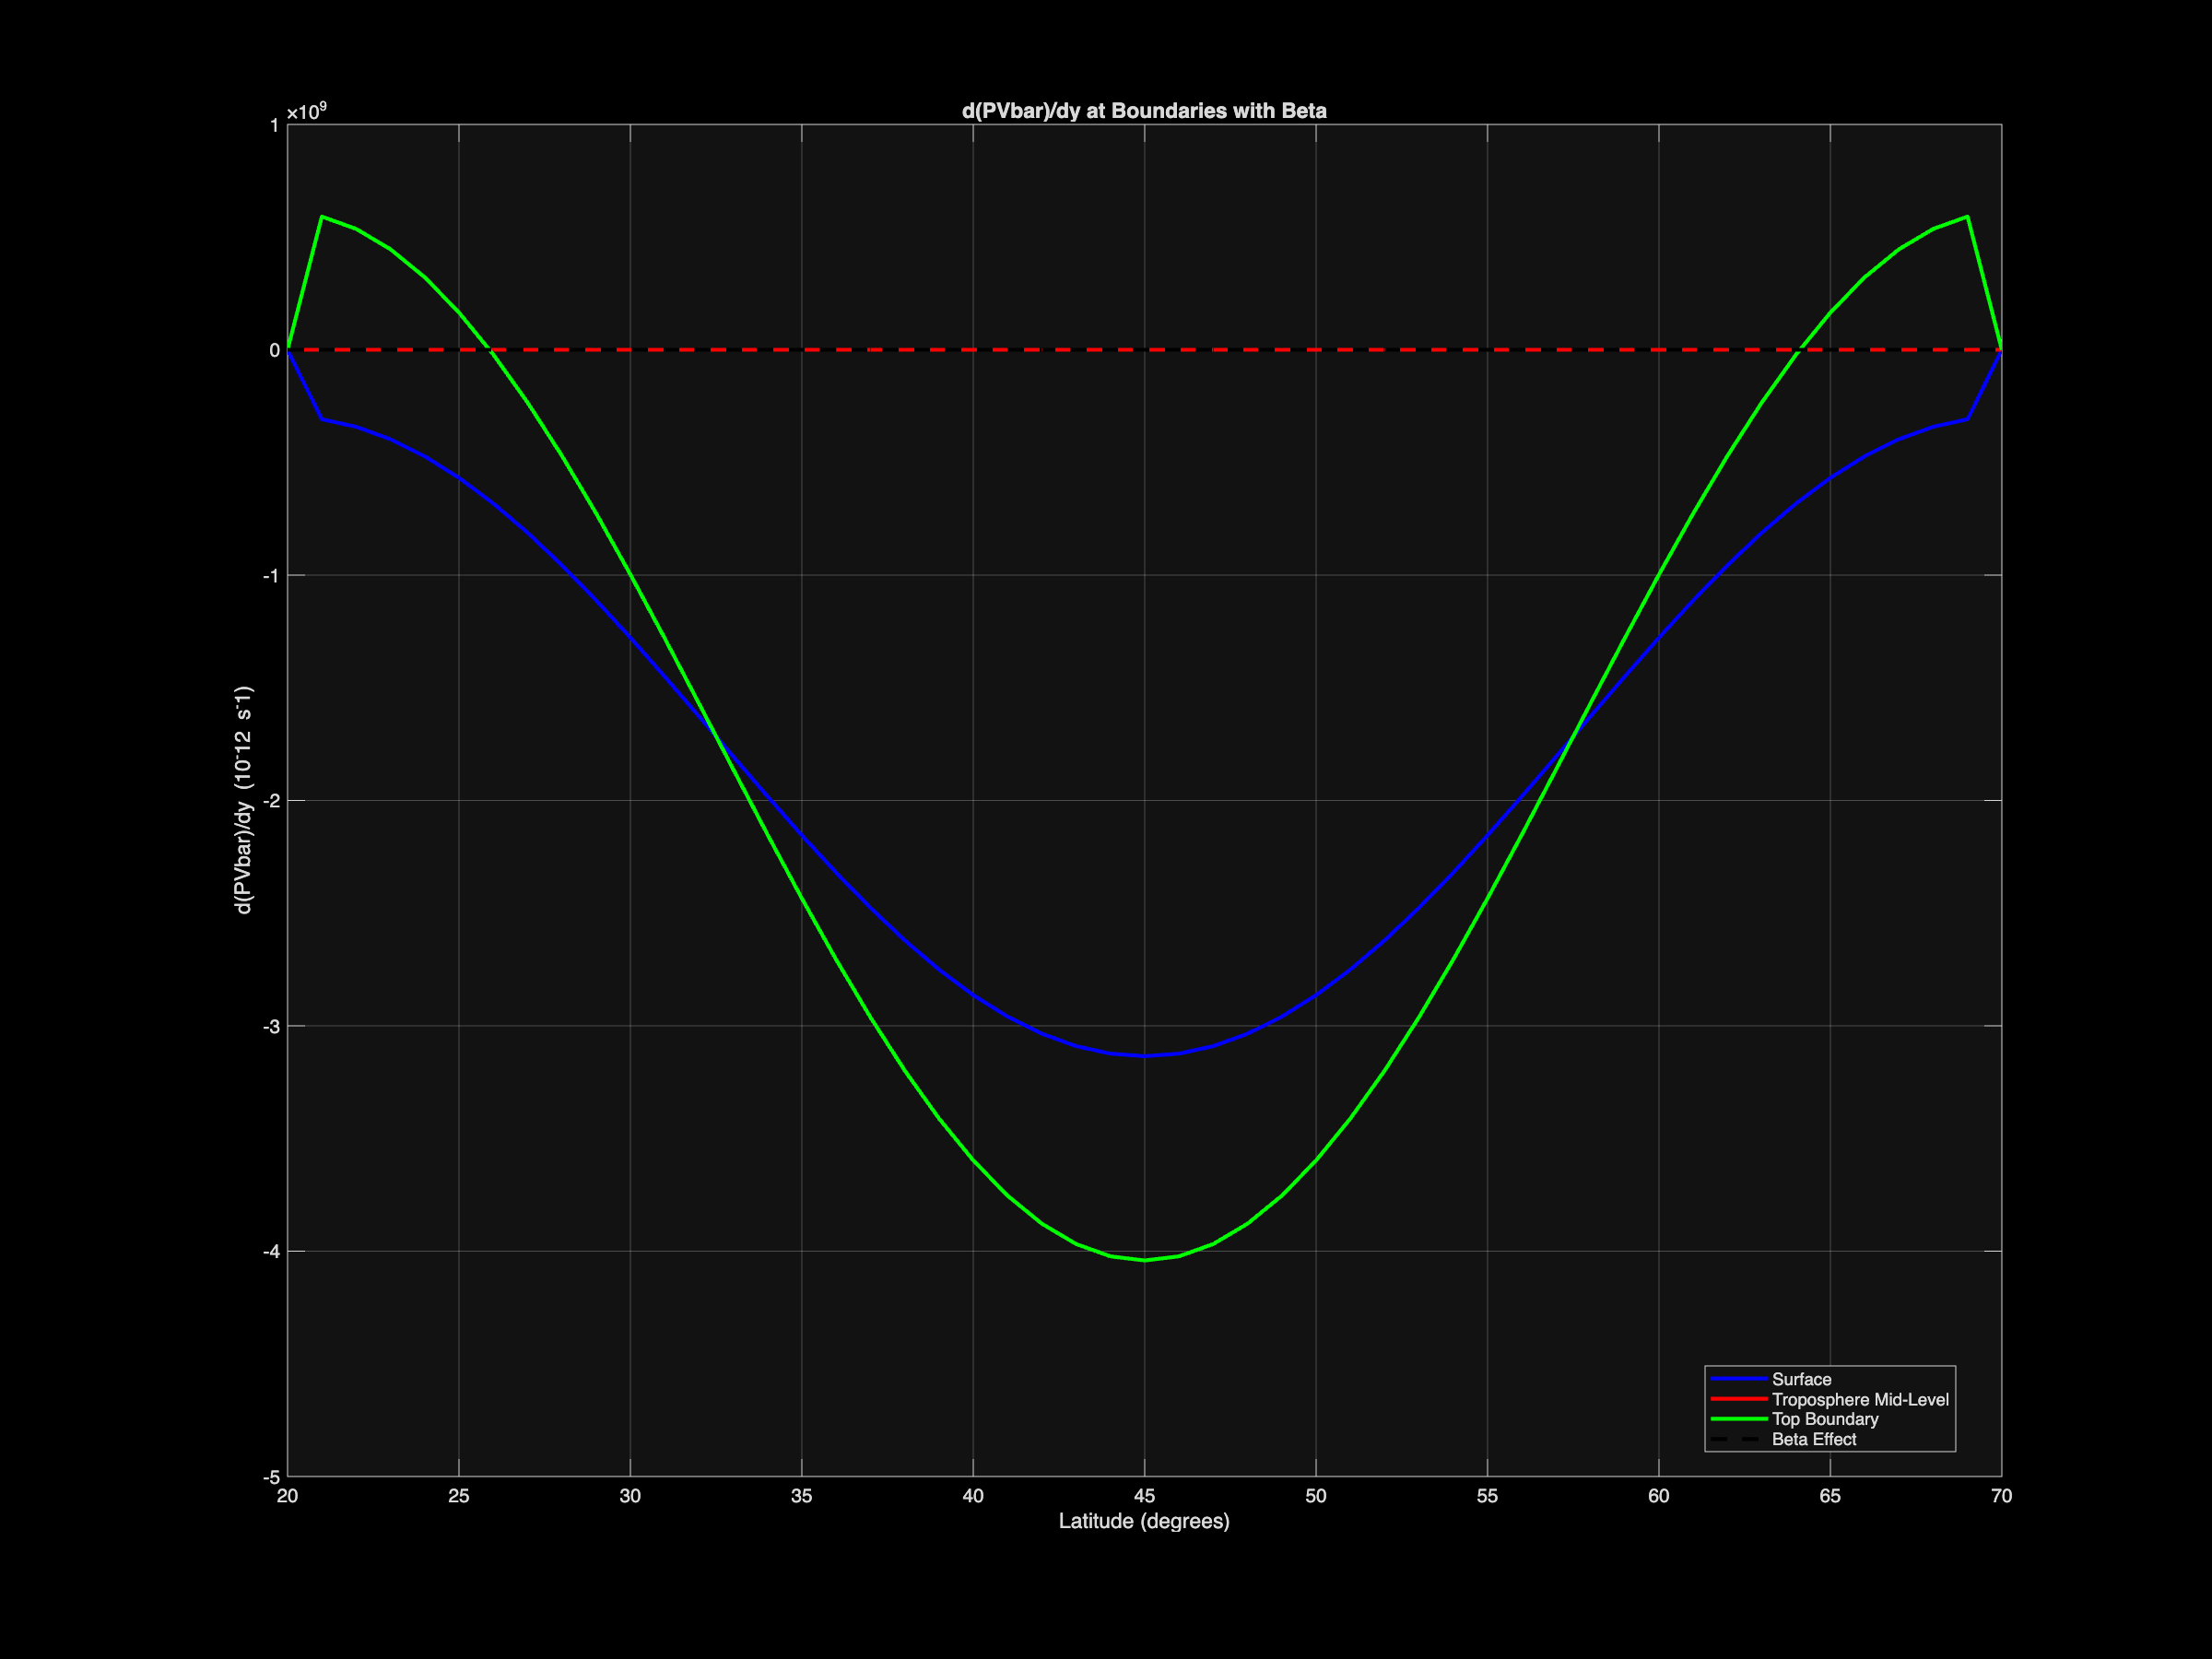 d(PVbar)/dy at Boundaries with Beta
×10⁹
1
0
-1
-2
-3
-4
-5
d(PVbar)/dy (10⁻12 s⁻1)
20 25 30 35 40 45 50 55 60 65 70
Latitude (degrees)
Surface
Troposphere Mid-Level
Top Boundary
Beta Effect